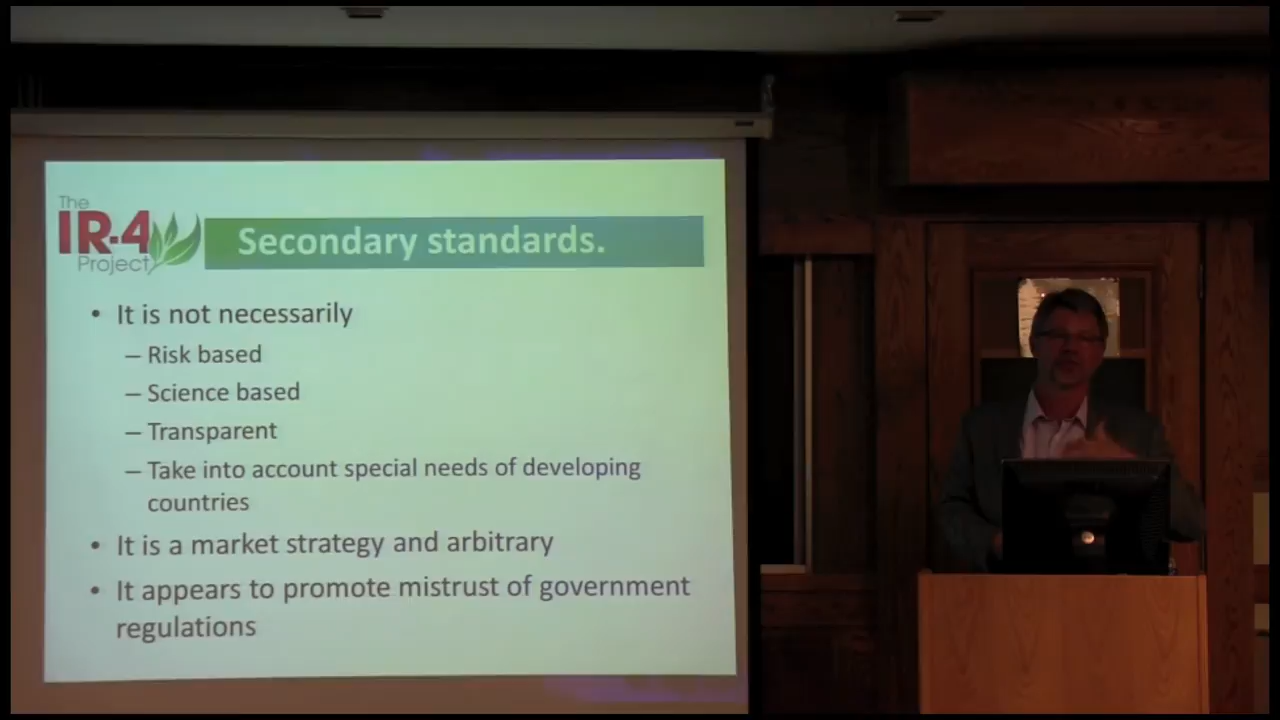 The
IR-4
Project
Secondary standards.
• It is not necessarily
– Risk based
– Science based
– Transparent
– Take into account special needs of developing
countries
• It is a market strategy and arbitrary
• It appears to promote mistrust of government
regulations